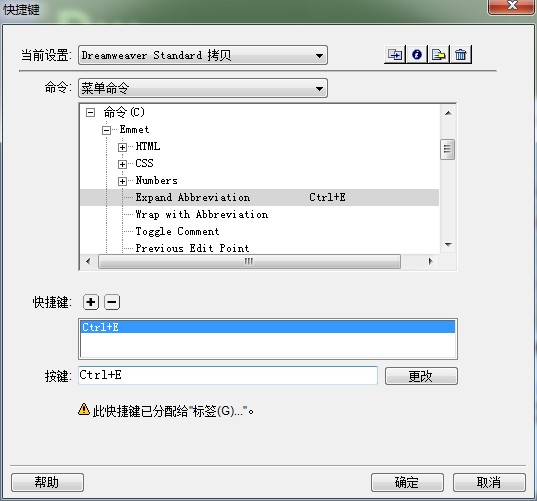 快捷键
当前设置: Dreamweaver Standard 拷贝
命令: 菜单命令
命令(C)
Emmet
HTML
CSS
Numbers
Expand Abbreviation Ctrl+E
Wrap with Abbreviation
Toggle Comment
Previous Edit Point
快捷键:
Ctrl+E
按键: Ctrl+E 更改
此快捷键已分配给"标签(G)..."。
帮助 确定 取消